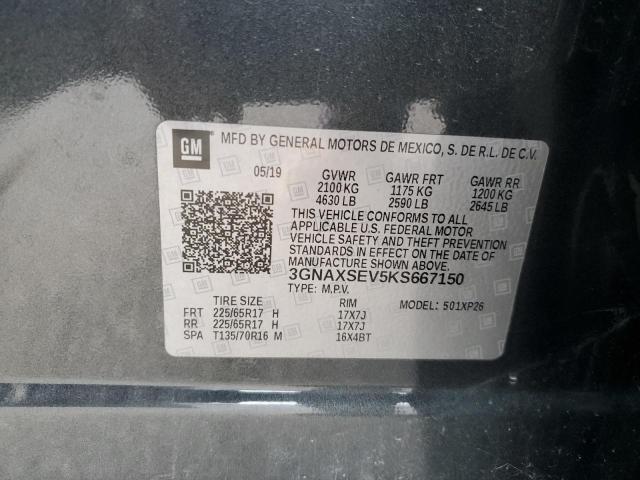 GM MFD BY GENERAL MOTORS DE MEXICO, S. DE R.L. DE C.V.
05/19 GVWR GAWR FRT GAWR RR
2100 KG 1175 KG 1200 KG
4630 LB 2590 LB 2645 LB
THIS VEHICLE CONFORMS TO ALL
APPLICABLE U.S. FEDERAL MOTOR
VEHICLE SAFETY AND THEFT PREVENTION
STANDARDS IN EFFECT ON THE DATE OF
MANUFACTURE SHOWN ABOVE.
3GNAXSEV5KS667150
TYPE: M.P.V.
TIRE SIZE RIM MODEL: 501XP26
FRT 225/65R17 H 17X7J
RR 225/65R17 H 17X7J
SPA T135/70R16 M 16X4BT